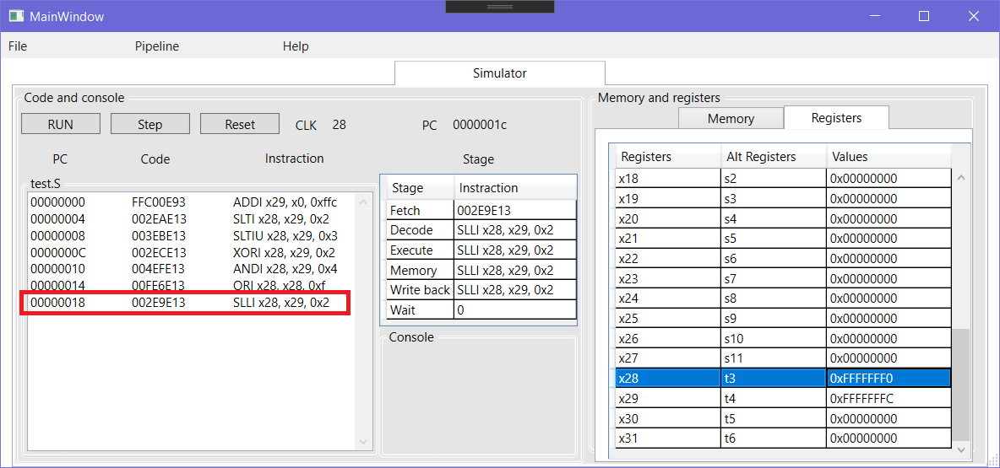 MainWindow
File Pipeline Help
Simulator
Code and console
RUN Step Reset CLK 28 PC 0000001c
PC Code Instraction Stage
test.S
00000000 FFC00E93 ADDI x29, x0, 0xffc
00000004 002EAE13 SLTI x28, x29, 0x2
00000008 003EBE13 SLTIU x28, x29, 0x3
0000000C 002ECE13 XORI x28, x29, 0x2
00000010 004EFE13 ANDI x28, x29, 0x4
00000014 00FE6E13 ORI x28, x28, 0xf
00000018 002E9E13 SLLI x28, x29, 0x2
Stage Instraction
Fetch 002E9E13
Decode SLLI x28, x29, 0x2
Execute SLLI x28, x29, 0x2
Memory SLLI x28, x29, 0x2
Write back SLLI x28, x29, 0x2
Wait 0
Console
Memory and registers
Memory Registers
Registers Alt Registers Values
x18 s2 0x00000000
x19 s3 0x00000000
x20 s4 0x00000000
x21 s5 0x00000000
x22 s6 0x00000000
x23 s7 0x00000000
x24 s8 0x00000000
x25 s9 0x00000000
x26 s10 0x00000000
x27 s11 0x00000000
x28 t3 0xFFFFFFF0
x29 t4 0xFFFFFFFC
x30 t5 0x00000000
x31 t6 0x00000000